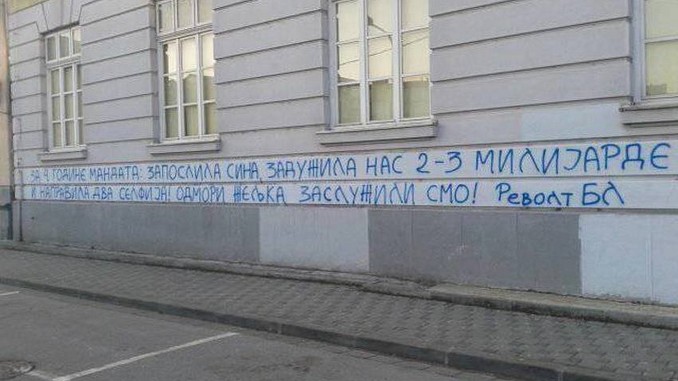 ЗА 4 ГОДИНЕ МАНДАТА: ЗАПОСЛИЛА СИНА, ЗАДУЖИЛА НАС 2-3 МИЛИЈАРДЕ
И НАПРАВИЛА ДВА СЕЛФИЈА! ОДМОРИ ЖЕЉКА, ЗАСЛУЖИЛИ СМО! Револт БЛ